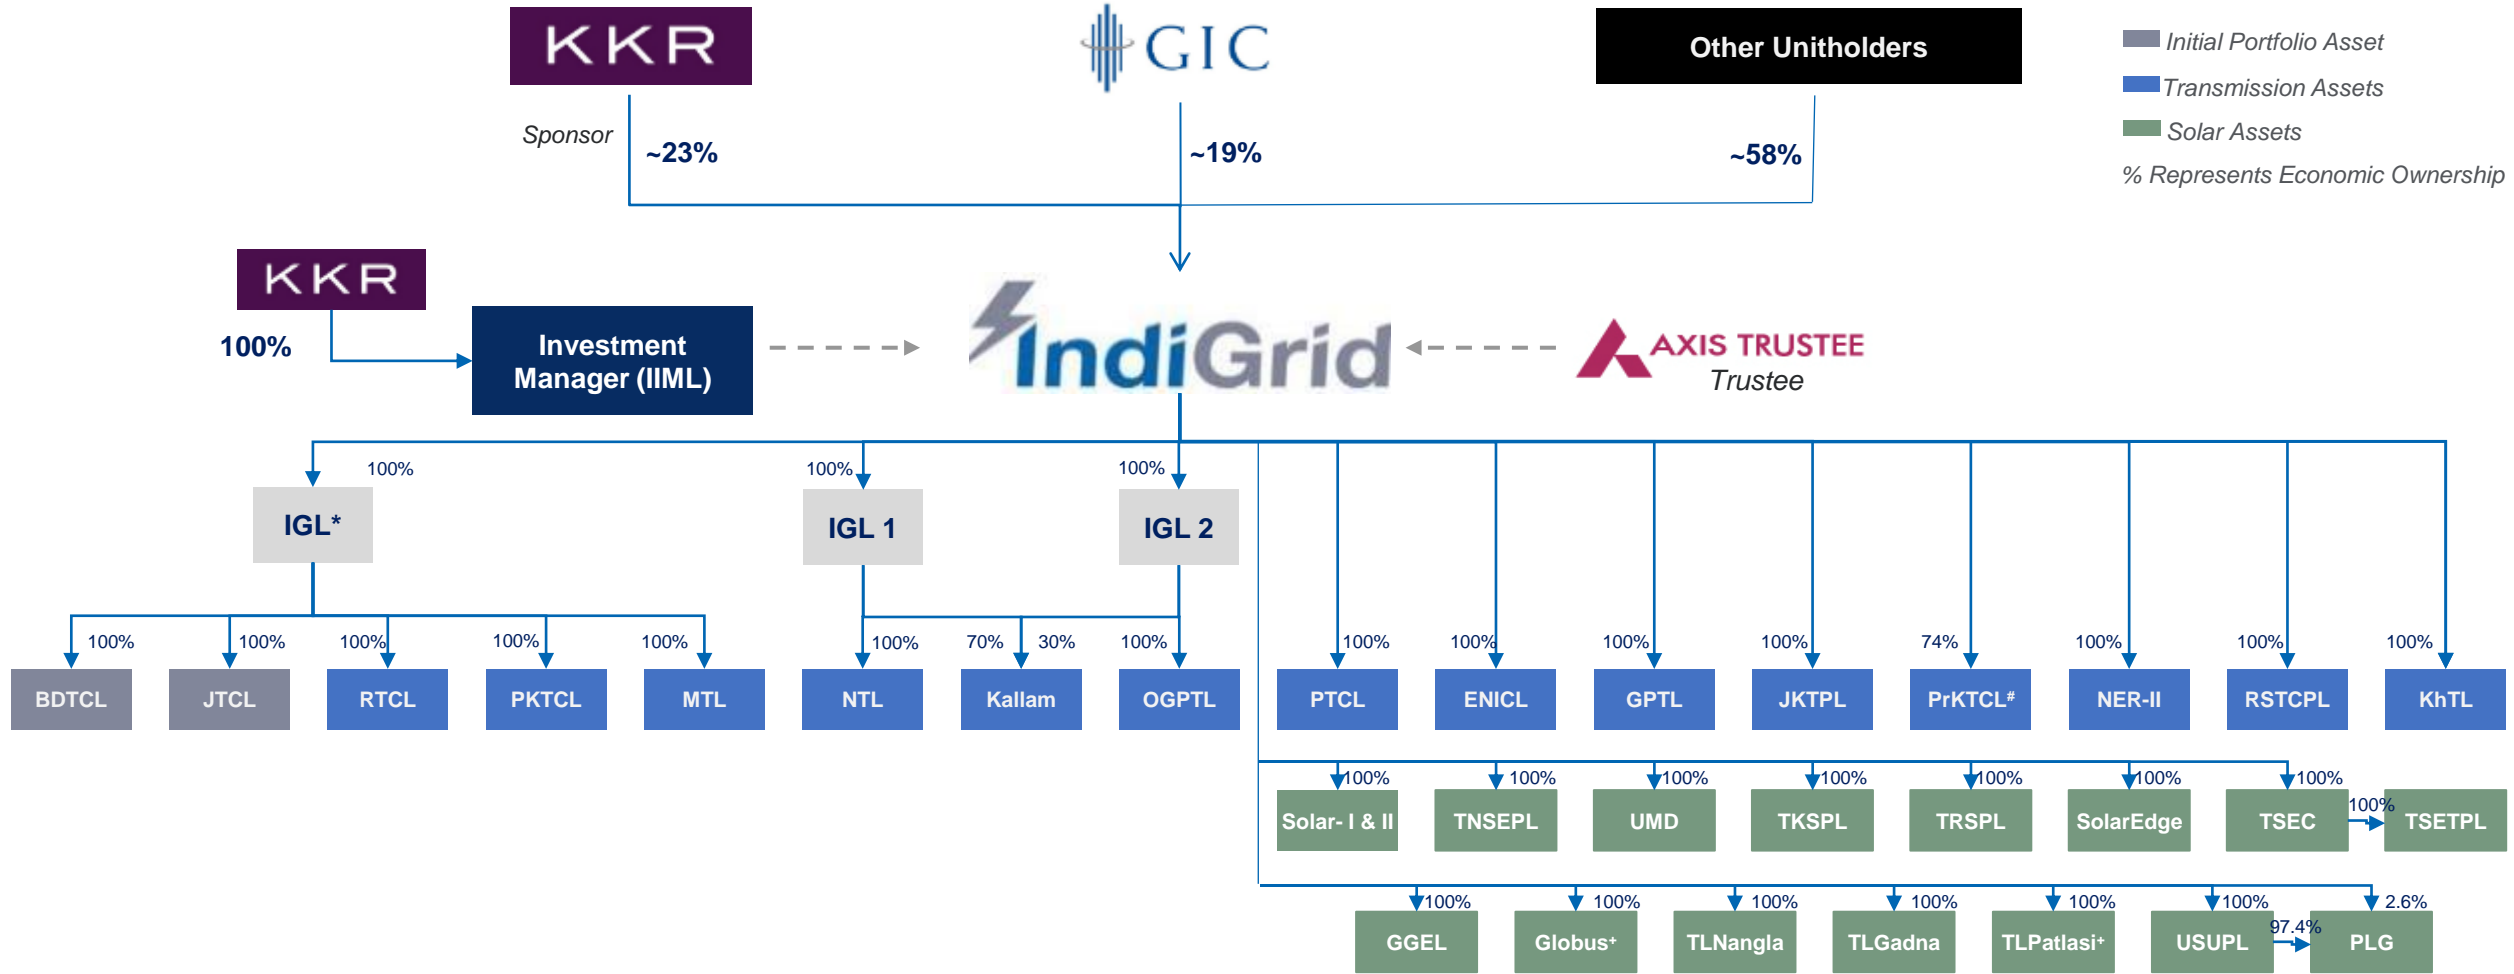 KKR
GIC
Other Unitholders
Initial Portfolio Asset
Transmission Assets
Solar Assets
% Represents Economic Ownership
Sponsor
~23%
~19%
~58%
KKR
100%
Investment
Manager (IIML)
IndiGrid
AXIS TRUSTEE
Trustee
100%
100%
100%
IGL*
IGL 1
IGL 2
100%
100%
100%
100%
100%
100%
70%
30%
100%
100%
100%
100%
100%
74%
100%
100%
100%
BDTCL
JTCL
RTCL
PKTCL
MTL
NTL
Kallam
OGPTL
PTCL
ENICL
GPTL
JKTPL
PrKTCL#
NER-II
RSTCPL
KhTL
100%
100%
100%
100%
100%
100%
100%
100%
Solar- I & II
TNSEPL
UMD
TKSPL
TRSPL
SolarEdge
TSEC
TSETPL
100%
100%
100%
100%
100%
100%
2.6%
97.4%
GGEL
Globus+
TLNangla
TLGadna
TLPatlasi+
USUPL
PLG